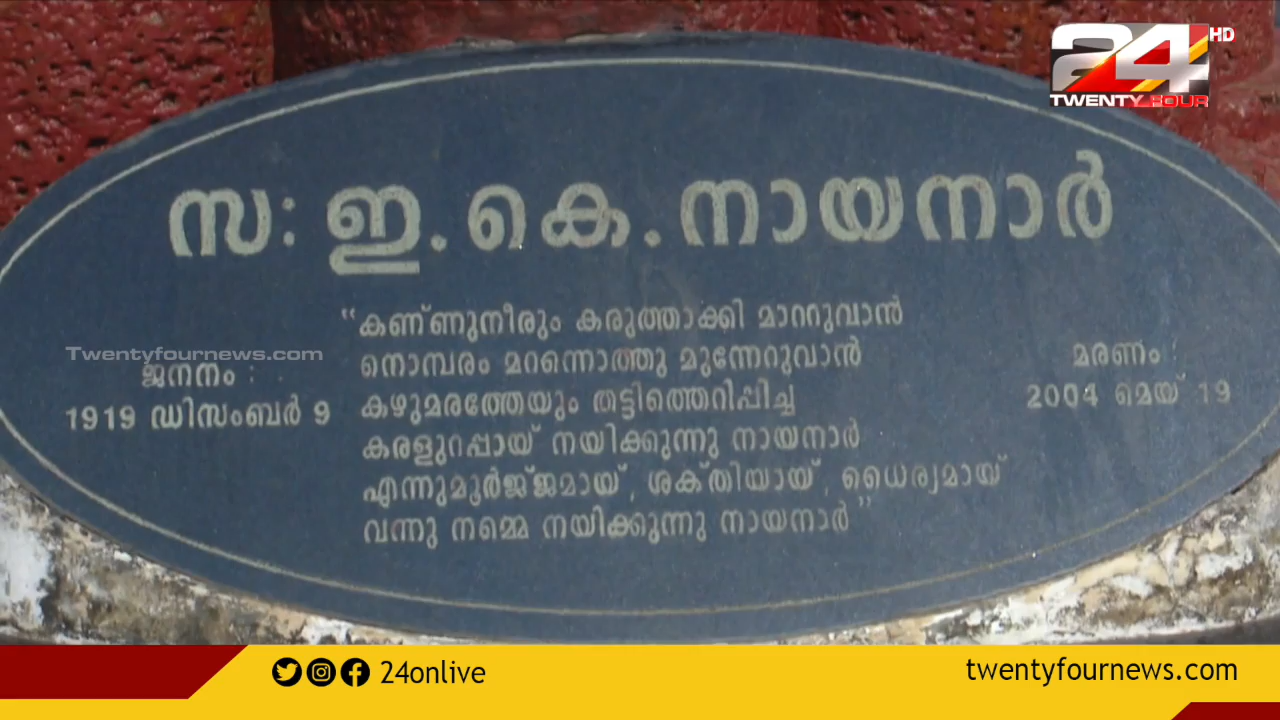 24 HD
TWENTY FOUR
സ: ഇ.കെ.നായനാർ
Twentyfournews.com
ജനനം :
1919 ഡിസംബർ 9
“കണ്ണുനീരും കരുത്താക്കി മാററുവാൻ
നൊമ്പരം മറന്നൊത്തു മുന്നേറുവാൻ
കഴുമരത്തേയും തട്ടിത്തെറിപ്പിച്ച
കരളുറപ്പായ് നയിക്കുന്നു നായനാർ
എന്നുമൂർജ്ജമായ്, ശക്തിയായ്, ധൈര്യമായ്
വന്നു നമ്മെ നയിക്കുന്നു നായനാർ”
മരണം :
2004 മെയ് 19
24onlive
twentyfournews.com